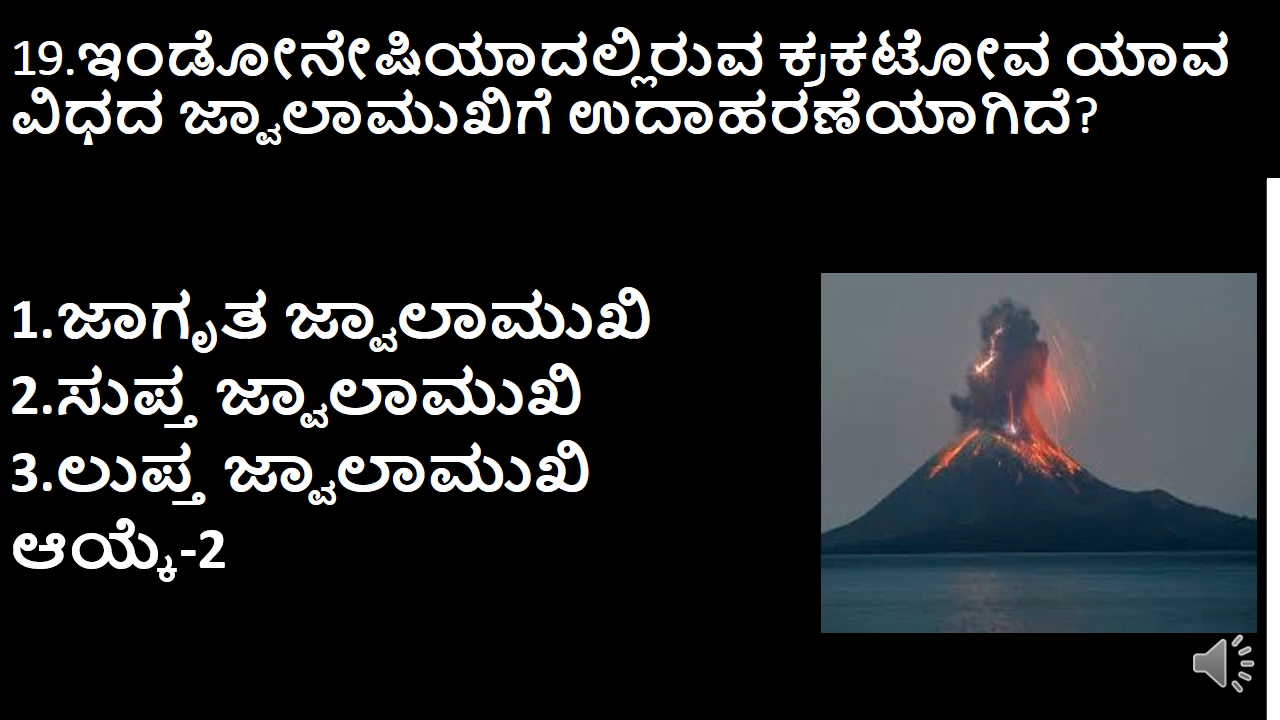 19.ಇಂಡೋನೇಷಿಯಾದಲ್ಲಿರುವ ಕ್ರಕಟೋವ ಯಾವ
ವಿಧದ ಜ್ವಾಲಾಮುಖಿಗೆ ಉದಾಹರಣೆಯಾಗಿದೆ?
1.ಜಾಗೃತ ಜ್ವಾಲಾಮುಖಿ
2.ಸುಪ್ತ ಜ್ವಾಲಾಮುಖಿ
3.ಲುಪ್ತ ಜ್ವಾಲಾಮುಖಿ
ಆಯ್ಕೆ-2